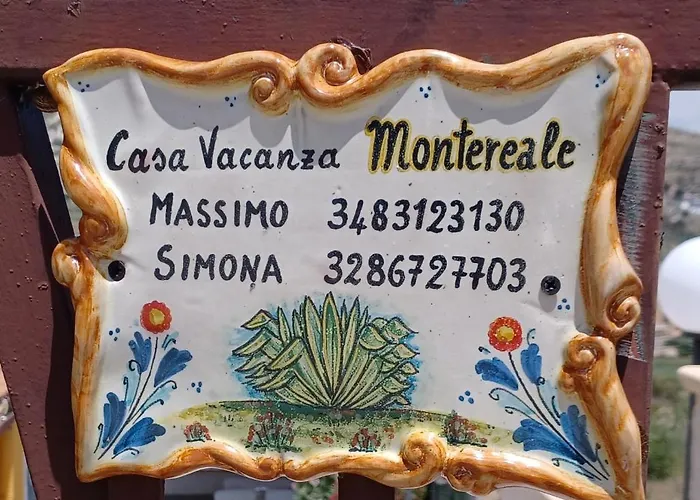 Casa Vacanza Montereale
MASSIMO 3483123130
SIMONA 3286727703